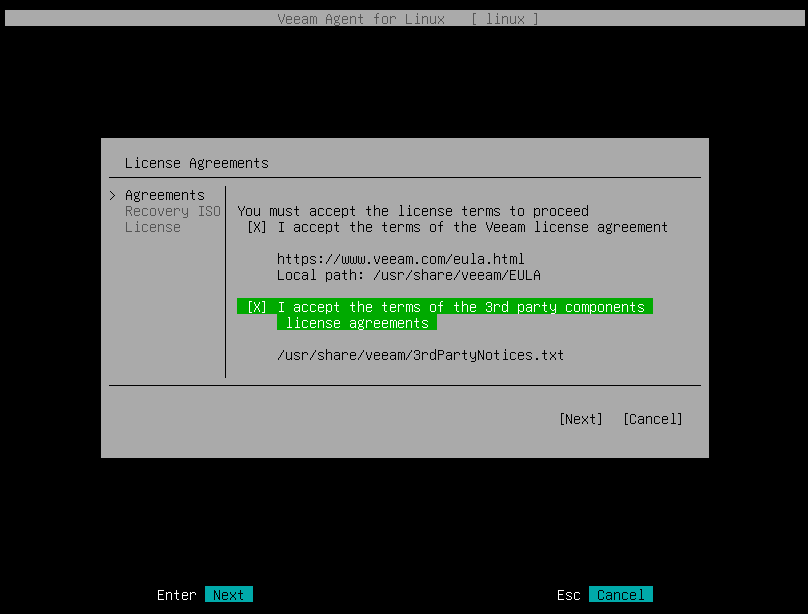 Veeam Agent for Linux [ linux ]
License Agreements
> Agreements
Recovery ISO
License
You must accept the license terms to proceed
[X] I accept the terms of the Veeam license agreement
https://www.veeam.com/eula.html
Local path: /usr/share/veeam/EULA
[X] I accept the terms of the 3rd party components
license agreements
/usr/share/veeam/3rdPartyNotices.txt
[Next] [Cancel]
Enter Next Esc Cancel